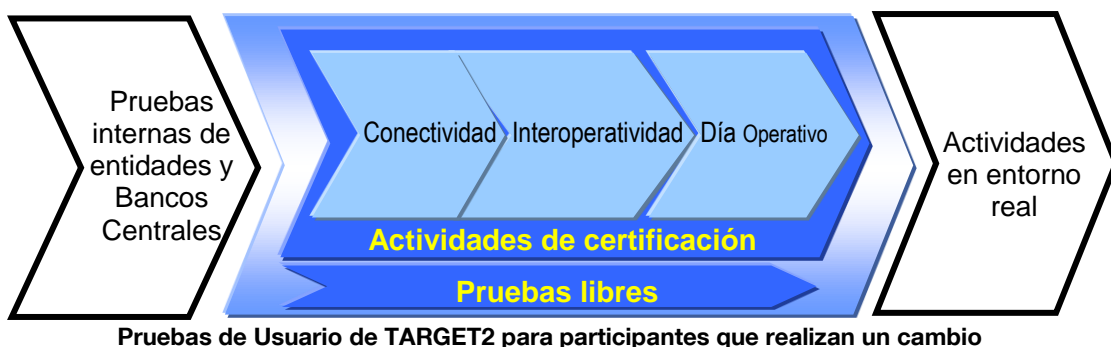 Pruebas
internas de
entidades y
Bancos
Centrales
Conectividad
Interoperatividad
Día Operativo
Actividades de certificación
Pruebas libres
Actividades
en entorno
real
Pruebas de Usuario de TARGET2 para participantes que realizan un cambio